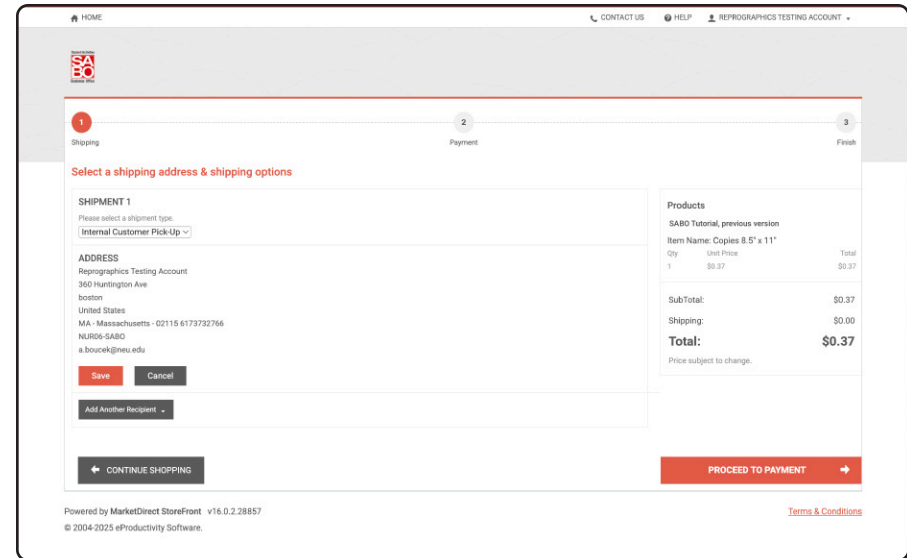 HOME
CONTACT US
HELP
REPROGRAPHICS TESTING ACCOUNT
SABO
1
2
3
Shipping
Payment
Finish
Select a shipping address & shipping options
SHIPMENT 1
Please select a shipment type.
Internal Customer Pick-Up
ADDRESS
Reprographics Testing Account
360 Huntington Ave
boston
United States
MA - Massachusetts - 02115 6173732766
NUR06-SABO
a.boucek@neu.edu
Save
Cancel
Add Another Recipient
Products
SABO Tutorial, previous version
Item Name: Copies 8.5" x 11"
Qty Unit Price Total
1 $0.37 $0.37
SubTotal: $0.37
Shipping: $0.00
Total: $0.37
Price subject to change.
CONTINUE SHOPPING
PROCEED TO PAYMENT
Powered by MarketDirect StoreFront v16.0.2.28857
Terms & Conditions
© 2004-2025 eProductivity Software.